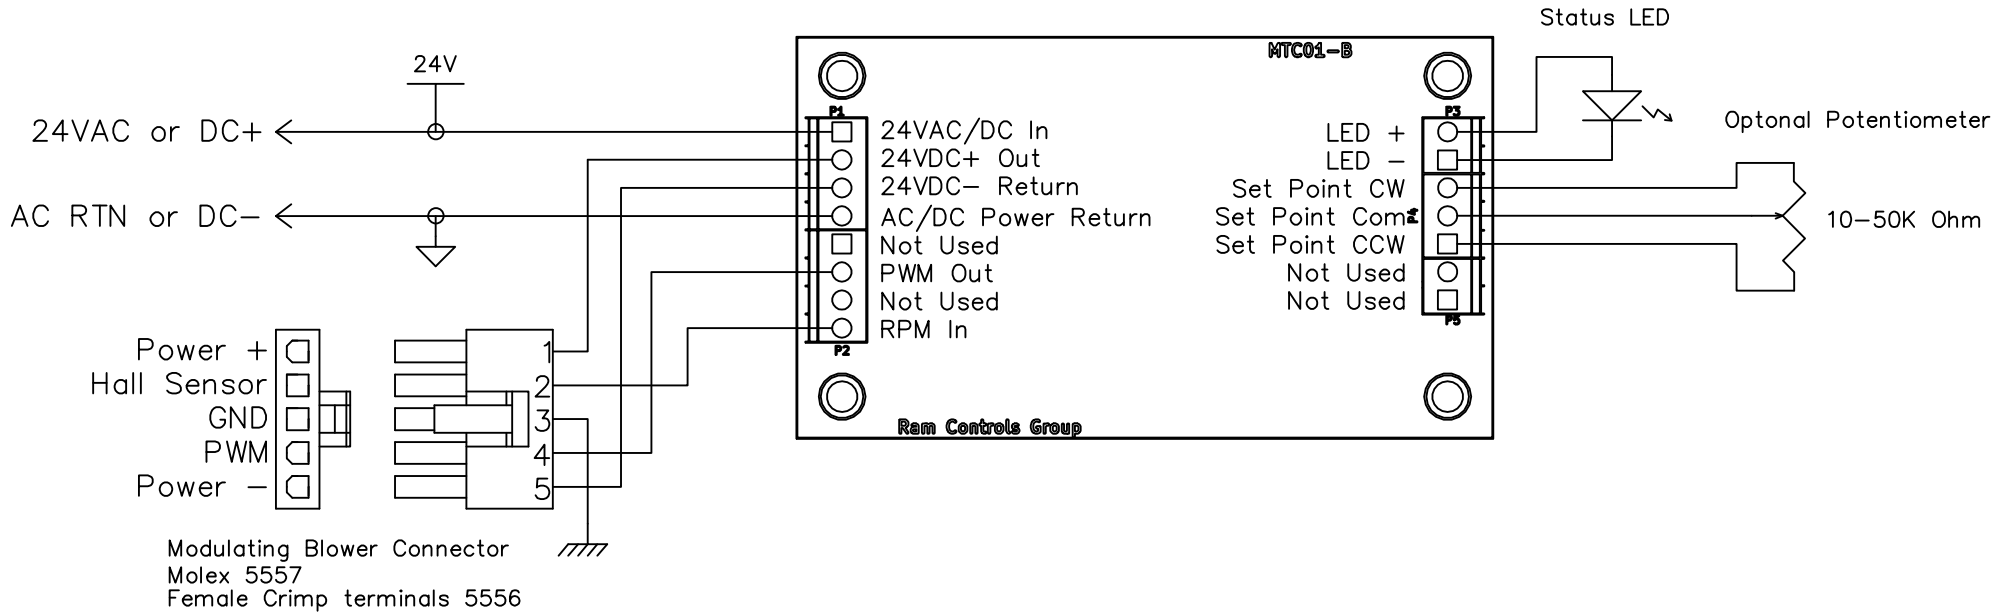 Status LED
MTC01-B
24V
24VAC or DC+
AC RTN or DC-
P1
24VAC/DC In
24VDC+ Out
24VDC- Return
AC/DC Power Return
Not Used
PWM Out
Not Used
RPM In
P2
P3
LED +
LED -
Set Point CW
Set Point Com
Set Point CCW
P4
Not Used
Not Used
P5
Optonal Potentiometer
10-50K Ohm
Power +
Hall Sensor
GND
PWM
Power -
1
2
3
4
5
Ram Controls Group
Modulating Blower Connector
Molex 5557
Female Crimp terminals 5556